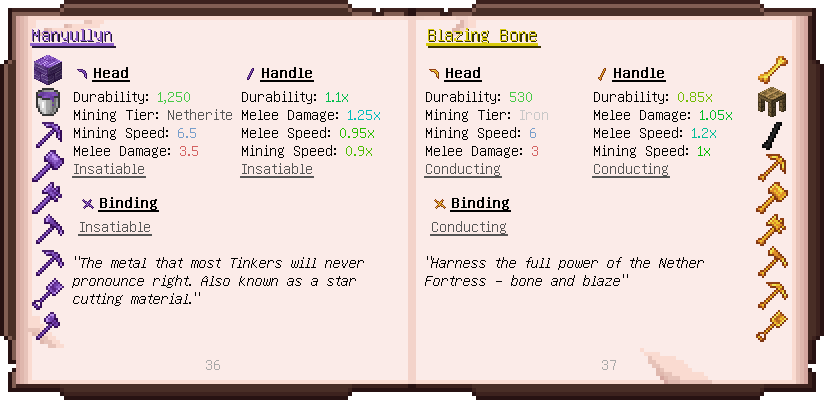 Manyullyn
Head
Durability: 1,250
Mining Tier: Netherite
Mining Speed: 6.5
Melee Damage: 3.5
Insatiable
Handle
Durability: 1.1x
Melee Damage: 1.25x
Melee Speed: 0.95x
Mining Speed: 0.9x
Insatiable
Binding
Insatiable
"The metal that most Tinkers will never
pronounce right. Also known as a star
cutting material."
36
Blazing Bone
Head
Durability: 530
Mining Tier: Iron
Mining Speed: 6
Melee Damage: 3
Conducting
Handle
Durability: 0.85x
Melee Damage: 1.05x
Melee Speed: 1.2x
Mining Speed: 1x
Conducting
Binding
Conducting
"Harness the full power of the Nether
Fortress - bone and blaze"
37